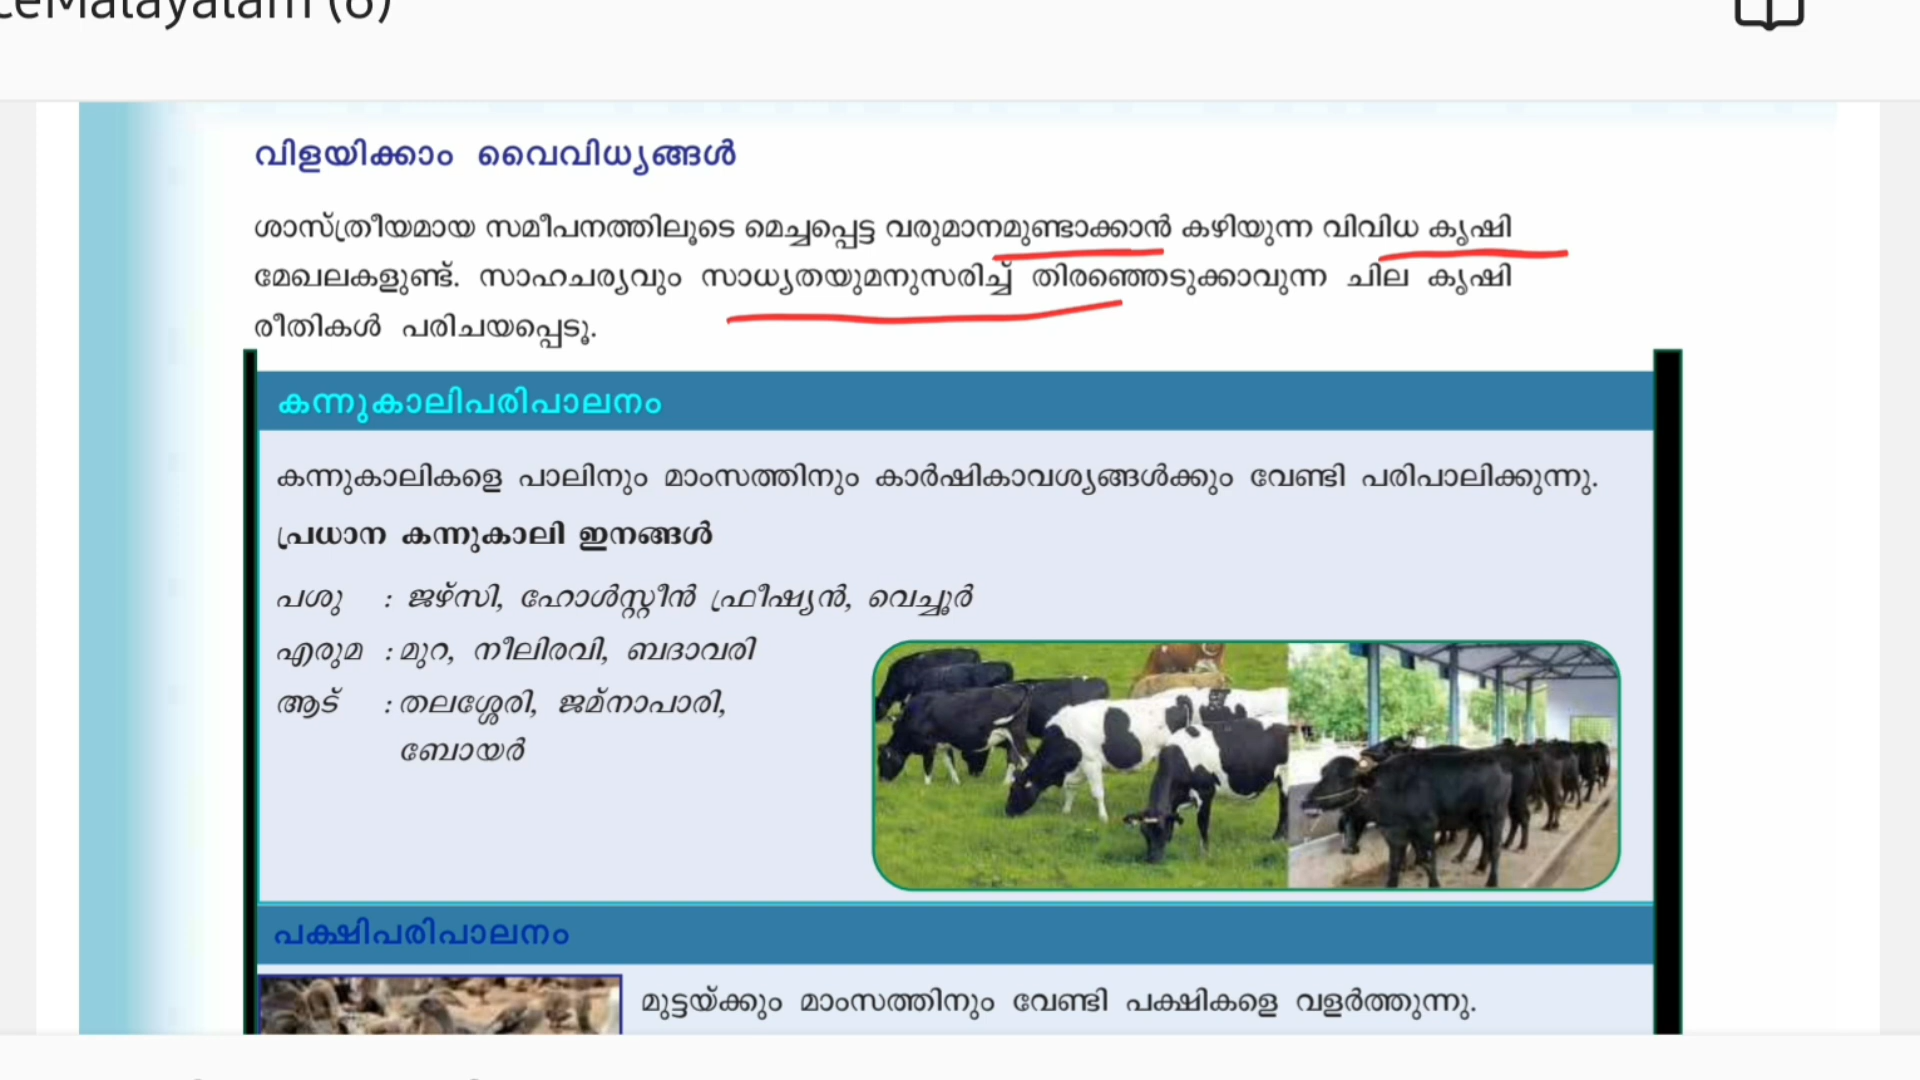 ceMalayalam (6)
വിളയിക്കാം വൈവിധ്യങ്ങൾ
ശാസ്ത്രീയമായ സമീപനത്തിലൂടെ മെച്ചപ്പെട്ട വരുമാനമുണ്ടാക്കാൻ കഴിയുന്ന വിവിധ കൃഷി
മേഖലകളുണ്ട്. സാഹചര്യവും സാധ്യതയുമനുസരിച്ച് തിരഞ്ഞെടുക്കാവുന്ന ചില കൃഷി
രീതികൾ പരിചയപ്പെടൂ.
കന്നുകാലിപരിപാലനം
കന്നുകാലികളെ പാലിനും മാംസത്തിനും കാർഷികാവശ്യങ്ങൾക്കും വേണ്ടി പരിപാലിക്കുന്നു.
പ്രധാന കന്നുകാലി ഇനങ്ങൾ
പശു : ജഴ്സി, ഹോൾസ്റ്റീൻ ഫ്രീഷ്യൻ, വെച്ചൂർ
എരുമ : മുറ, നീലിരവി, ബദാവരി
ആട് : തലശ്ശേരി, ജമ്നാപാരി,
ബോയർ
പക്ഷിപരിപാലനം
മുട്ടയ്ക്കും മാംസത്തിനും വേണ്ടി പക്ഷികളെ വളർത്തുന്നു.